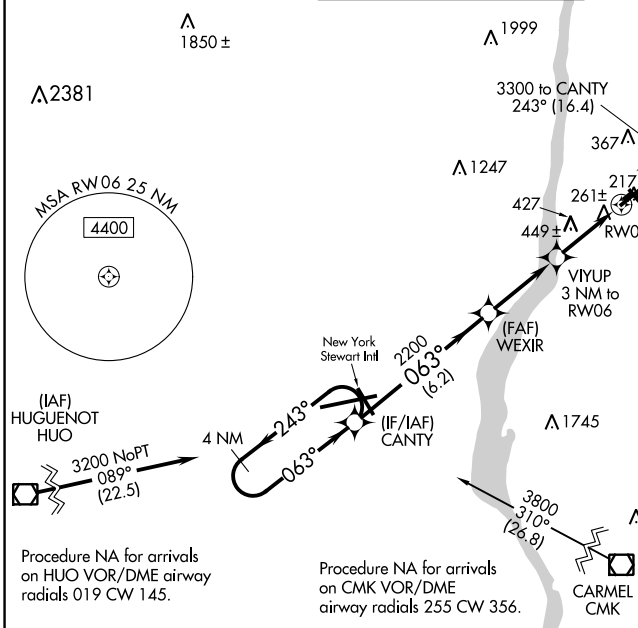 1850 ±
1999
2381
3300 to CANTY
243° (16.4)
367
MSA RW06 25 NM
4400
1247
217
261±
427
449 ±
RW0
VIYUP
3 NM to
RW06
(FAF)
WEXIR
New York
Stewart Intl
2200
063°
(6.2)
(IAF)
HUGUENOT
HUO
4 NM
243°
063°
(IF/IAF)
CANTY
1745
3200 NoPT
089°
(22.5)
3800
310°
(26.8)
Procedure NA for arrivals
on HUO VOR/DME airway
radials 019 CW 145.
Procedure NA for arrivals
on CMK VOR/DME
airway radials 255 CW 356.
CARMEL
CMK